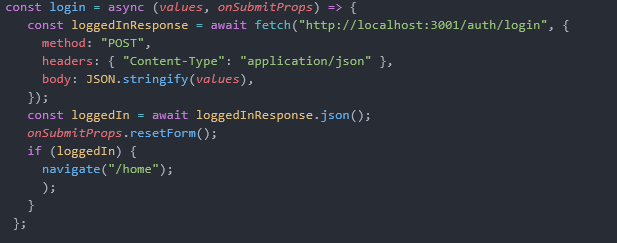 const login = async (values, onSubmitProps) => {
const loggedInResponse = await fetch("http://localhost:3001/auth/login", {
method: "POST",
headers: { "Content-Type": "application/json" },
body: JSON.stringify(values),
});
const loggedIn = await loggedInResponse.json();
onSubmitProps.resetForm();
if (loggedIn) {
navigate("/home");
);
}
};